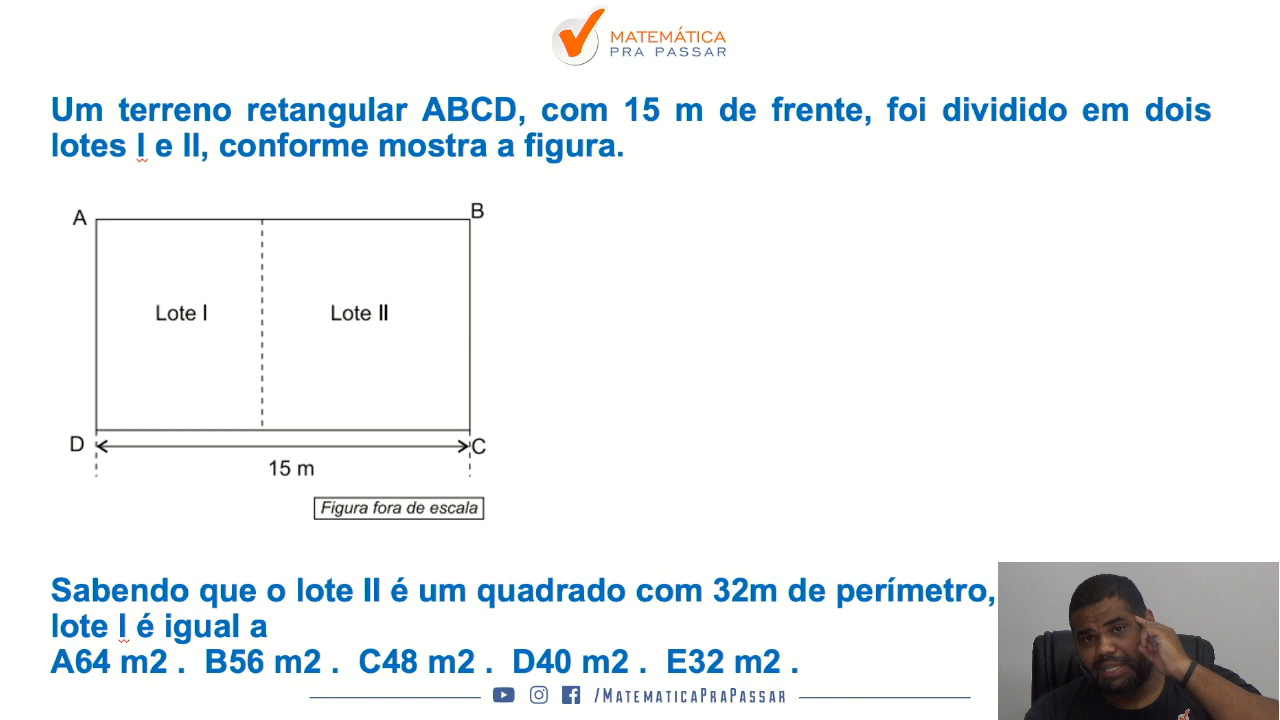 MATEMÁTICA
PRA PASSAR
Um terreno retangular ABCD, com 15 m de frente, foi dividido em dois
lotes I e II, conforme mostra a figura.
A
B
Lote I
Lote II
D
C
15 m
Figura fora de escala
Sabendo que o lote II é um quadrado com 32m de perímetro,
lote I é igual a
A64 m2 . B56 m2 . C48 m2 . D40 m2 . E32 m2 .
/MatematicaPraPassar